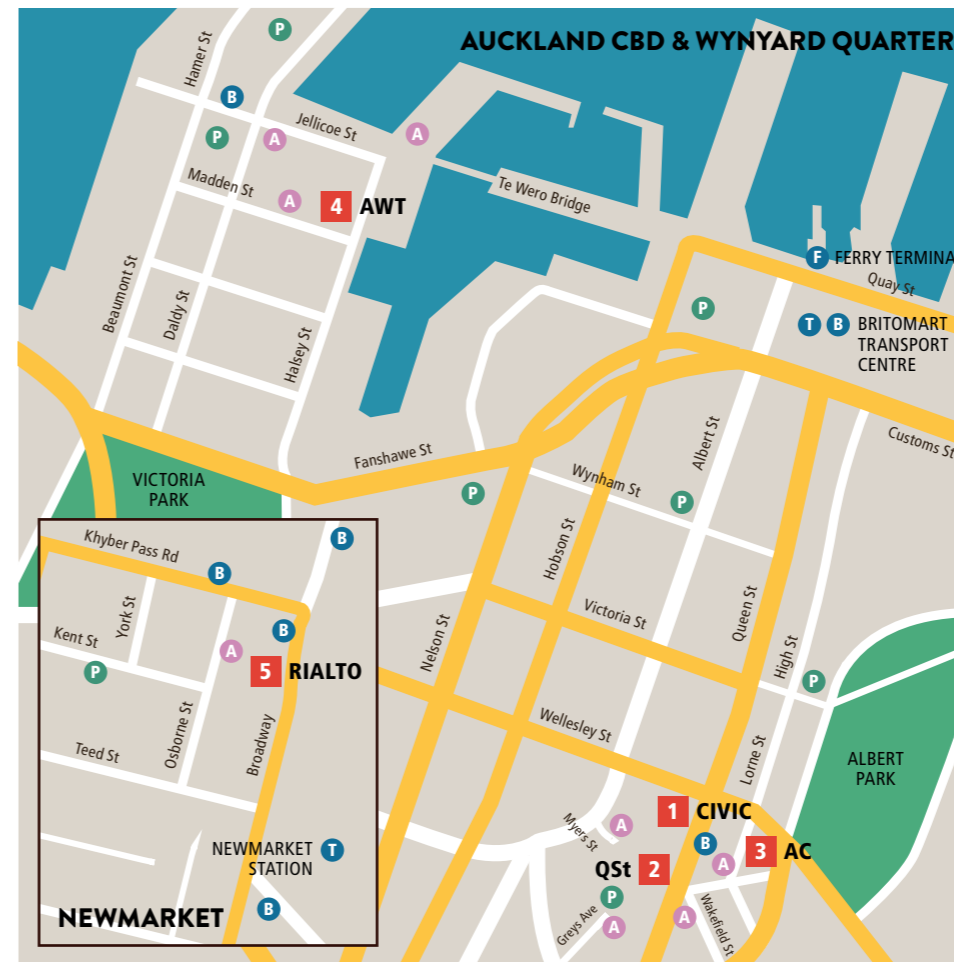 AUCKLAND CBD & WYNYARD QUARTER
Hamer St
P
B
Jellicoe St
P
A
A
Madden St
A
4 AWT
Te Wero Bridge
Beaumont St
Daldy St
Halsey St
F FERRY TERMINA
Quay St
P
T B BRITOMART
TRANSPORT
CENTRE
Customs St
Fanshawe St
Albert St
Wynham St
P
P
VICTORIA
PARK
Hobson St
Nelson St
Victoria St
Queen St
High St
P
Wellesley St
Lorne St
ALBERT
PARK
1 CIVIC
Myers St
A
B
3 AC
A
QSt 2
P
Greys Ave
A
A
Wakefield St
B
Khyber Pass Rd
B
York St
Kent St
P
B
A
5 RIALTO
Osborne St
Broadway
Teed St
NEWMARKET
STATION
T
B
NEWMARKET